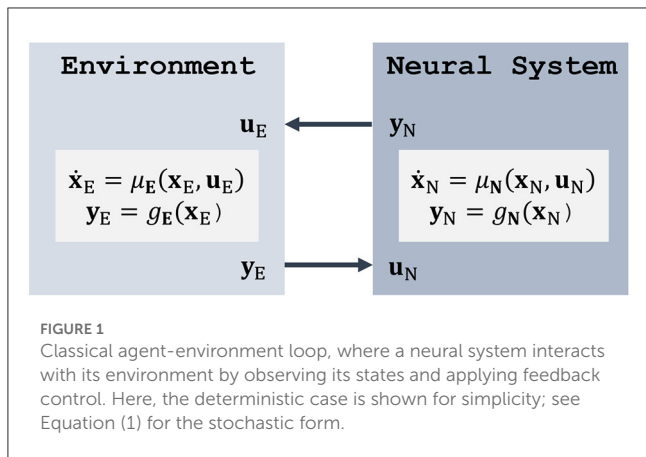 Environment
Neural System
u_E
y_N
ẋ_E = μ_E(x_E, u_E)
y_E = g_E(x_E)
ẋ_N = μ_N(x_N, u_N)
y_N = g_N(x_N)
y_E
u_N
FIGURE 1
Classical agent-environment loop, where a neural system interacts
with its environment by observing its states and applying feedback
control. Here, the deterministic case is shown for simplicity; see
Equation (1) for the stochastic form.